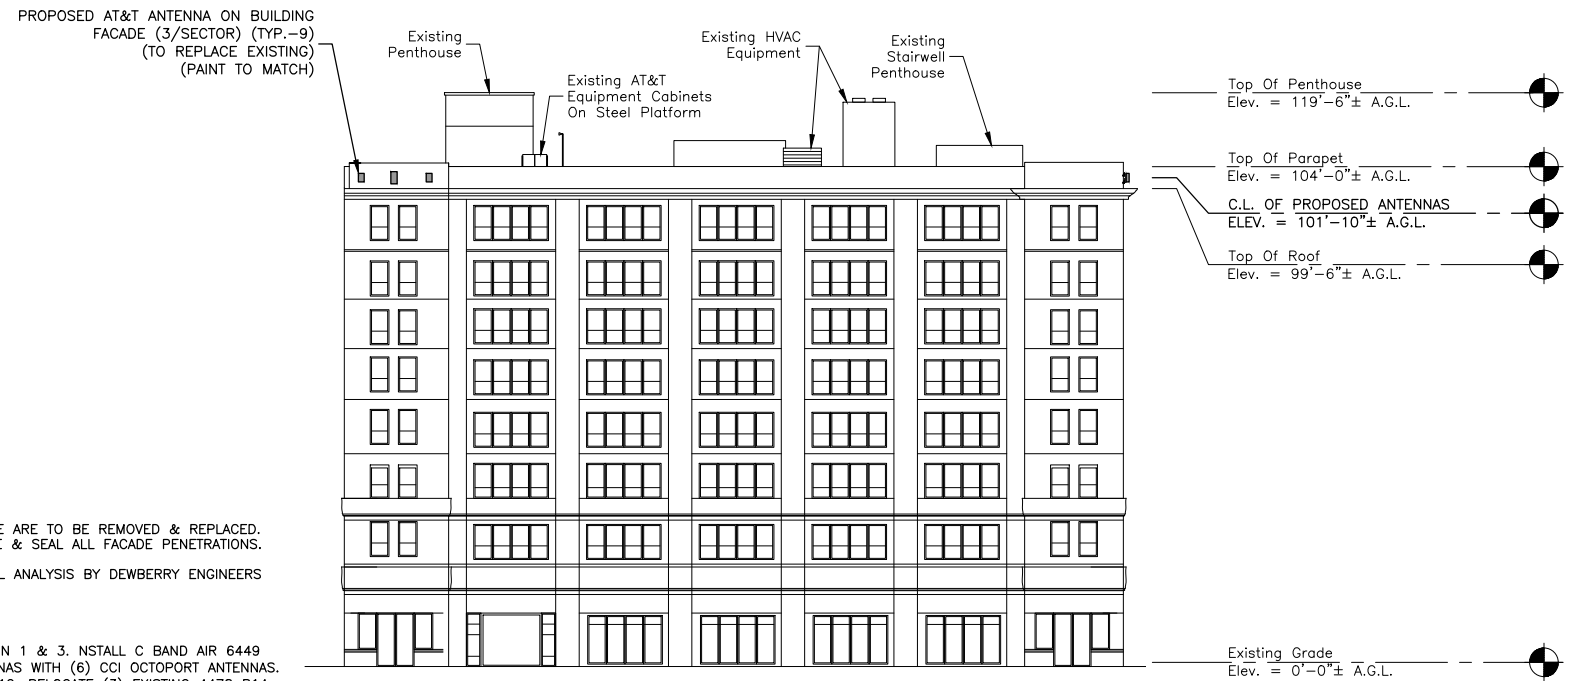 PROPOSED AT&T ANTENNA ON BUILDING
FACADE (3/SECTOR) (TYP.-9)
(TO REPLACE EXISTING)
(PAINT TO MATCH)
Existing
Penthouse
Existing AT&T
Equipment Cabinets
On Steel Platform
Existing HVAC
Equipment
Existing
Stairwell
Penthouse
Top Of Penthouse
Elev. = 119'-6"± A.G.L.
Top Of Parapet
Elev. = 104'-0"± A.G.L.
C.L. OF PROPOSED ANTENNAS
ELEV. = 101'-10"± A.G.L.
Top Of Roof
Elev. = 99'-6"± A.G.L.
ARE TO BE REMOVED & REPLACED.
& SEAL ALL FACADE PENETRATIONS.
ANALYSIS BY DEWBERRY ENGINEERS
1 & 3. NSTALL C BAND AIR 6449
WITH (6) CCI OCTOPORT ANTENNAS.
RELOCATE (3) EXISTING
Existing Grade
Elev. = 0'-0"± A.G.L.